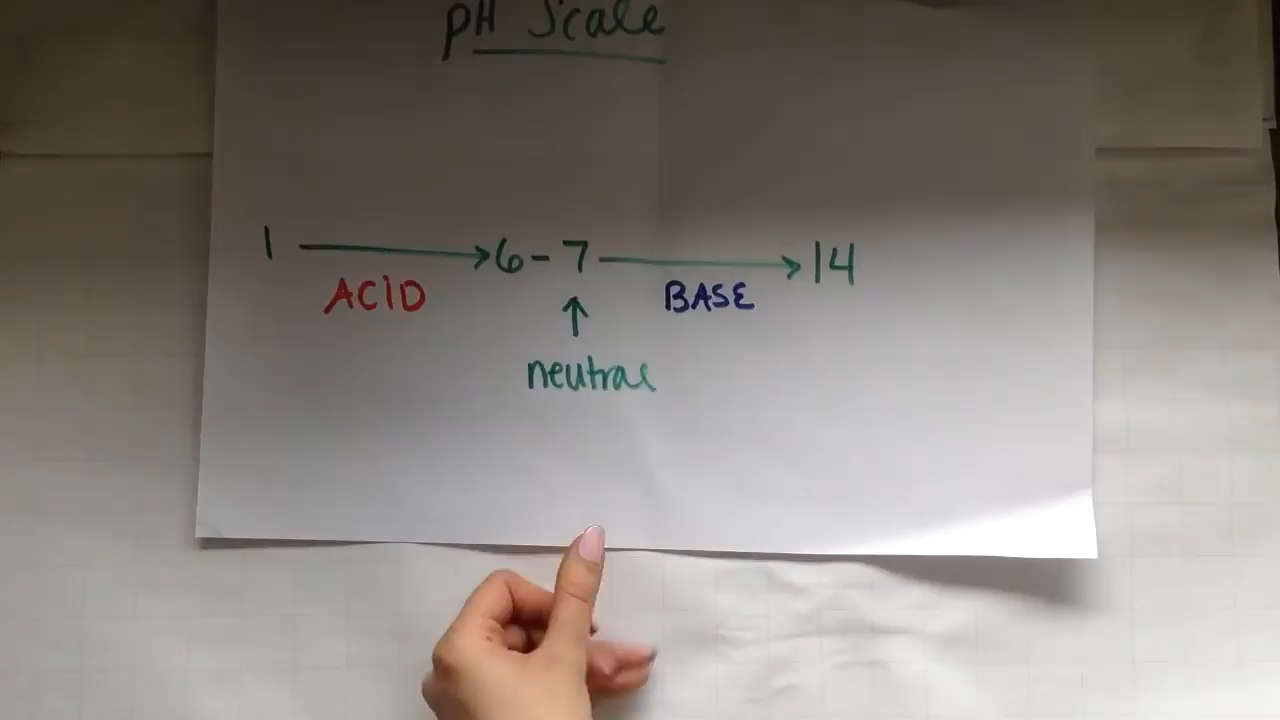 pH Scale
1 → 6 - 7 → 14
ACID BASE
↑
neutral